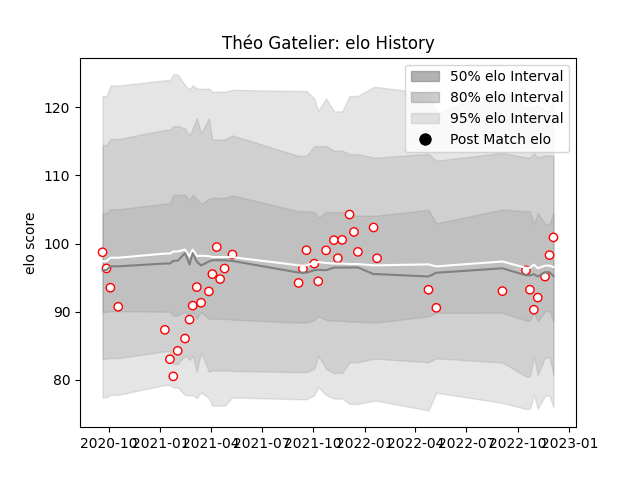 Théo Gatelier: elo History
50% elo Interval
80% elo Interval
95% elo Interval
Post Match elo
elo score
120
110
100
90
80
2020-10 2021-01 2021-04 2021-07 2021-10 2022-01 2022-04 2022-07 2022-10 2023-01